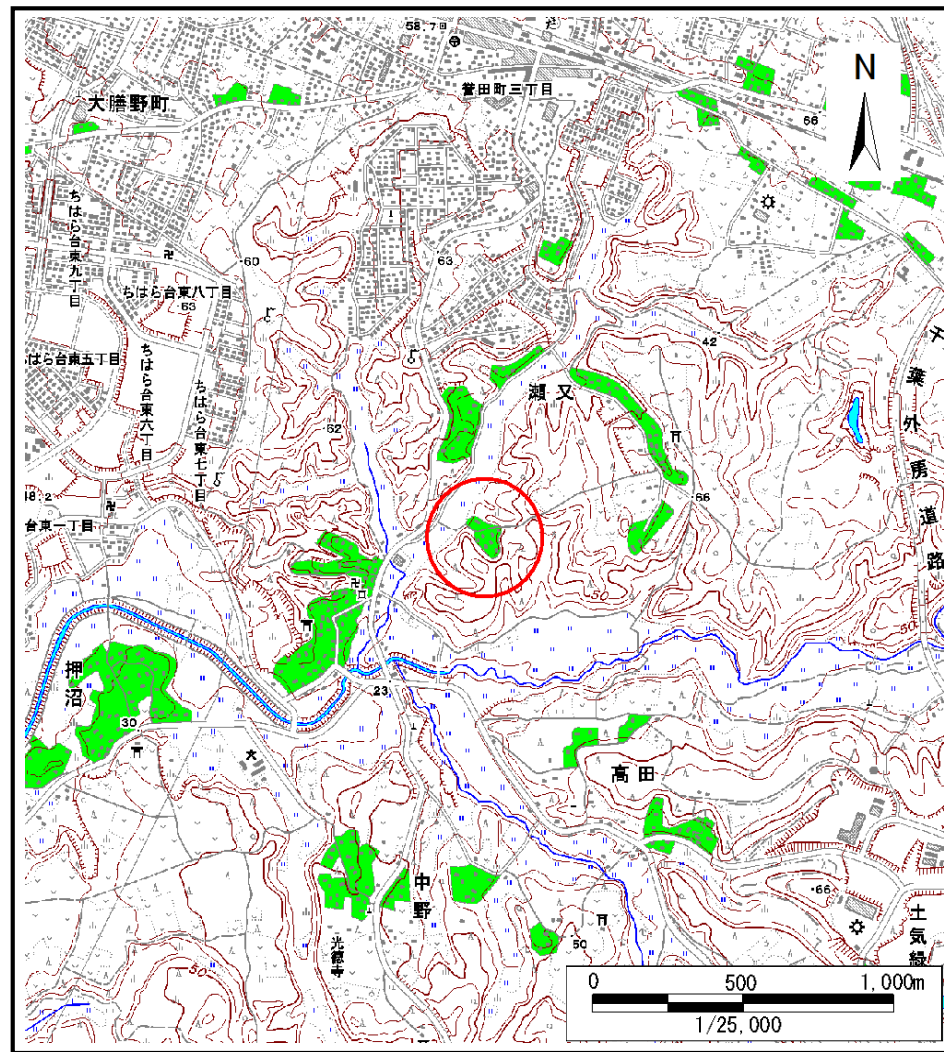 58.7
大膳野町
誉田町三丁目
66
N
60
63
ちはら台東九丁目
ちはら台東八丁目
63
42
ちはら台東五丁目
ちはら台東六丁目
ちはら台東七丁目
瀬又
千葉外房道路
62
48.2
66
台東一丁目
50
50
押沼
23
30
高田
中野
66
光徳寺
50
50
土気緑
0 500 1,000m
1/25,000